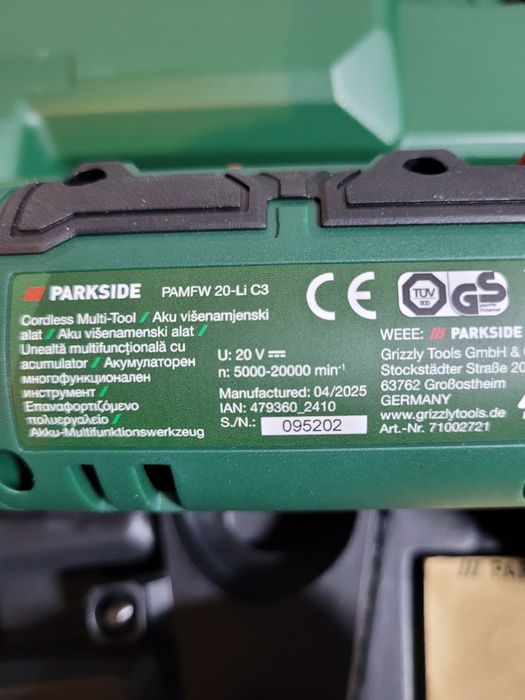 PARKSIDE PAMFW 20-Li C3
Cordless Multi-Tool / Aku višenamjenski
alat / Aku višenamenski alat /
Unealtă multifuncțională cu
acumulator / Акумулаторен
многофункционален
инструмент /
Επαναφορτιζόμενο
πολυεργαλείο /
Akku-Multifunktionswerkzeug
U: 20 V
n: 5000-20000 min-1
Manufactured: 04/2025
IAN: 479360_2410
S./N.: 095202
CE
TÜV
SÜD
GS
WEEE: /// PARKSIDE
Grizzly Tools GmbH &
Stockstädter Straße 20
63762 Großostheim
GERMANY
www.grizzlytools.de
Art.-Nr. 71002721